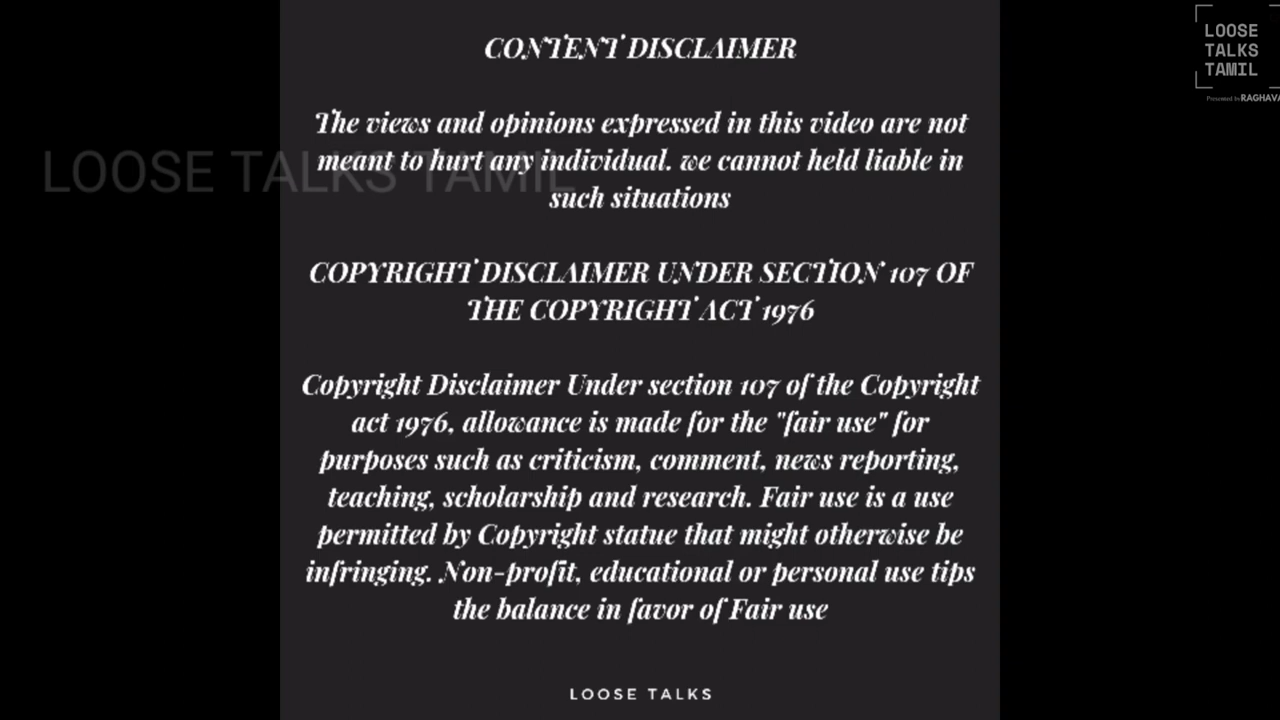 CONTENT DISCLAIMER
The views and opinions expressed in this video are not
meant to hurt any individual. we cannot held liable in
such situations
COPYRIGHT DISCLAIMER UNDER SECTION 107 OF
THE COPYRIGHT ACT 1976
Copyright Disclaimer Under section 107 of the Copyright
act 1976, allowance is made for the "fair use" for
purposes such as criticism, comment, news reporting,
teaching, scholarship and research. Fair use is a use
permitted by Copyright statue that might otherwise be
infringing. Non-profit, educational or personal use tips
the balance in favor of Fair use
LOOSE TALKS
LOOSE TALKS TAMIL
LOOSE
TALKS
TAMIL
Presented by RAGHAVA